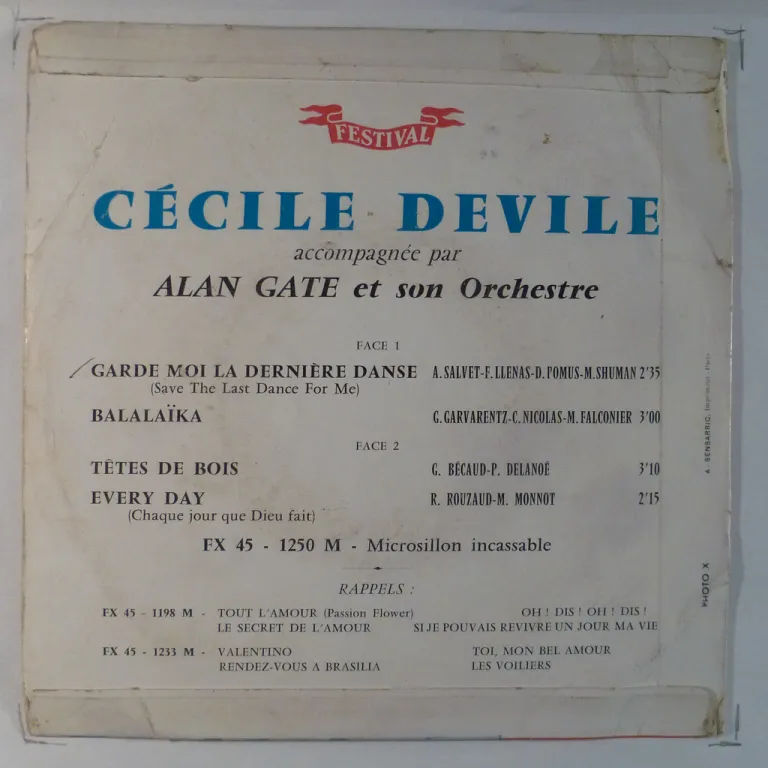 FESTIVAL
CÉCILE DEVILE
accompagnée par
ALAN GATE et son Orchestre
FACE 1
GARDE MOI LA DERNIÈRE DANSE A. SALVET-F. LLENAS-D. POMUS-M. SHUMAN 2'35
(Save The Last Dance For Me)
BALALAÏKA G. GARVARENTZ-C. NICOLAS-M. FALCONIER 3'00
FACE 2
TÊTES DE BOIS G. BÉCAUD-P. DELANOÉ 3'10
EVERY DAY R. ROUZAUD-M. MONNOT 2'15
(Chaque jour que Dieu fait)
FX 45 - 1250 M - Microsillon incassable
RAPPELS :
FX 45 - 1198 M - TOUT L'AMOUR (Passion Flower) OH ! DIS ! OH ! DIS !
LE SECRET DE L'AMOUR SI JE POUVAIS REVIVRE UN JOUR MA VIE
FX 45 - 1233 M - VALENTINO TOI, MON BEL AMOUR
RENDEZ-VOUS A BRASILIA LES VOILIERS
PHOTO X